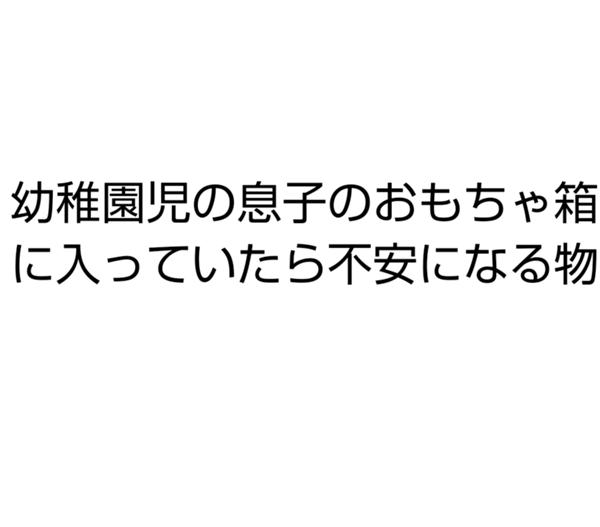 幼稚園児の息子のおもちゃ箱
に入っていたら不安になる物